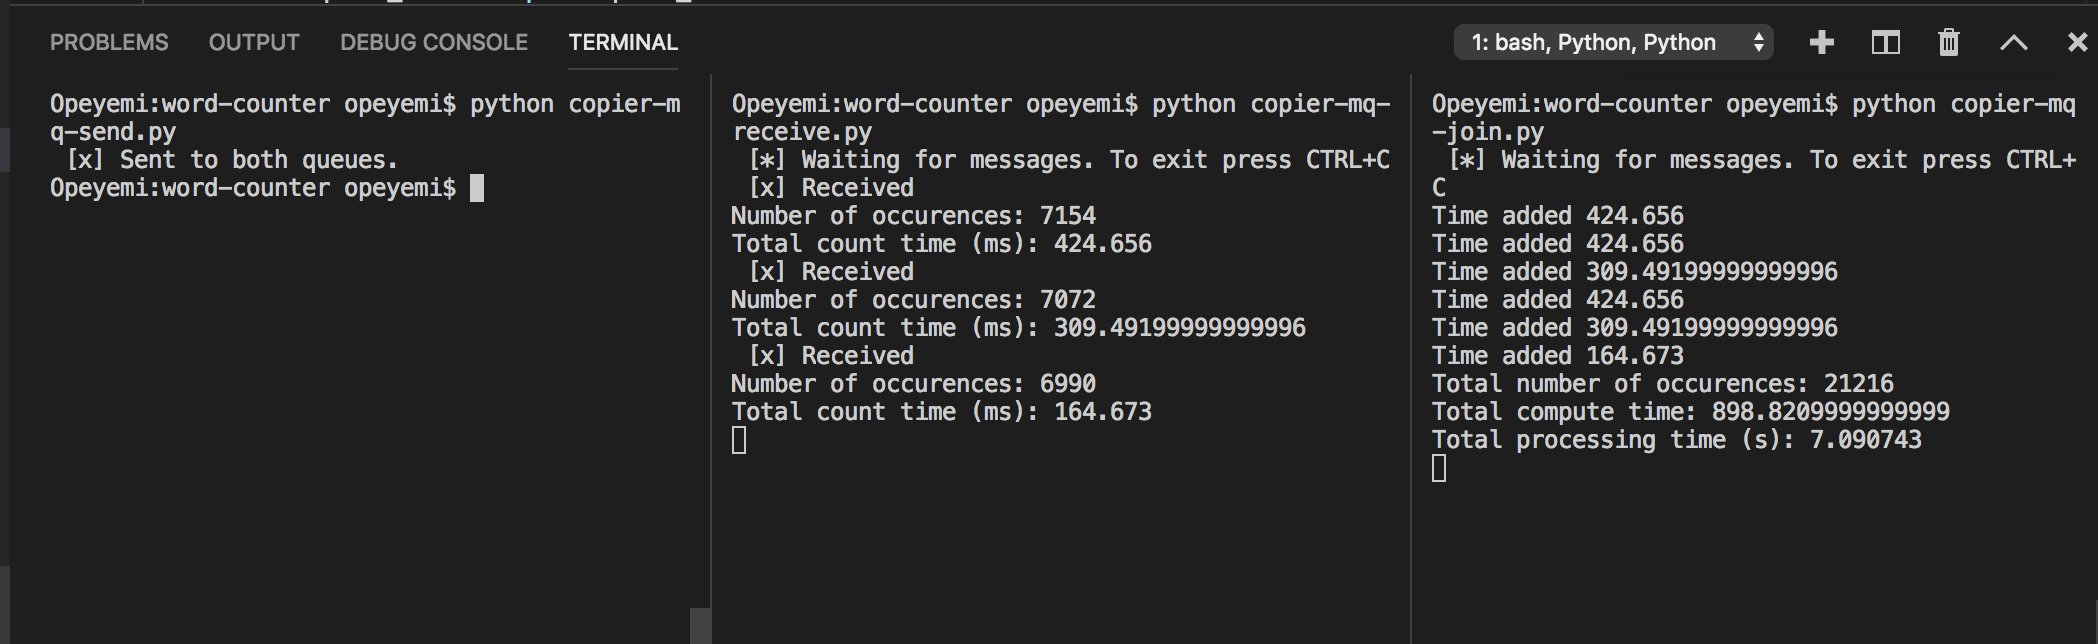 PROBLEMS OUTPUT DEBUG CONSOLE TERMINAL 1: bash, Python, Python
Opeyemi:word-counter opeyemi$ python copier-m
q-send.py
[x] Sent to both queues.
Opeyemi:word-counter opeyemi$
Opeyemi:word-counter opeyemi$ python copier-mq-
receive.py
[*] Waiting for messages. To exit press CTRL+C
[x] Received
Number of occurences: 7154
Total count time (ms): 424.656
[x] Received
Number of occurences: 7072
Total count time (ms): 309.49199999999996
[x] Received
Number of occurences: 6990
Total count time (ms): 164.673
Opeyemi:word-counter opeyemi$ python copier-mq
-join.py
[*] Waiting for messages. To exit press CTRL+
C
Time added 424.656
Time added 424.656
Time added 309.49199999999996
Time added 424.656
Time added 309.49199999999996
Time added 164.673
Total number of occurences: 21216
Total compute time: 898.8209999999999
Total processing time (s): 7.090743